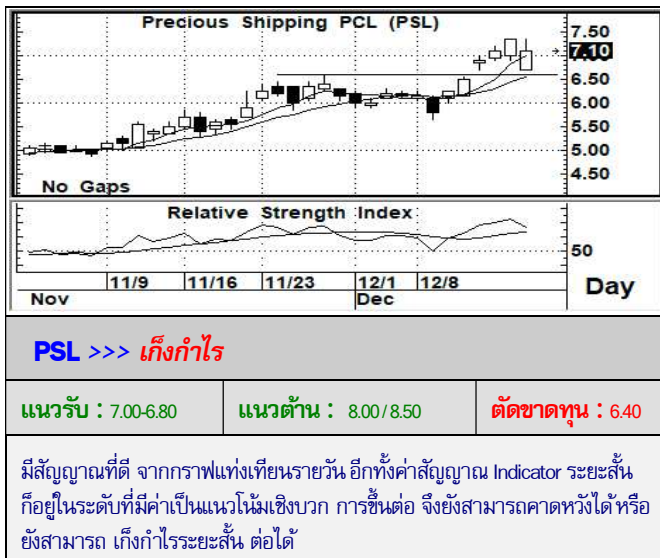 Precious Shipping PCL (PSL)
7.50
7.10
6.50
6.00
5.50
5.00
4.50
No Gaps
Relative Strength Index
50
11/9 11/16 11/23 12/1 12/8
Nov Dec
Day
PSL >>> เก็งกำไร
แนวรับ : 7.00-6.80 แนวต้าน : 8.00/8.50 ตัดขาดทุน : 6.40
มีสัญญาณที่ดี จากกราฟแท่งเทียนรายวัน อีกทั้งค่าสัญญาณ Indicator ระยะสั้น
ก็อยู่ในระดับที่มีค่าเป็นแนวโน้มเชิงบวก การขึ้นต่อ จึงยังสามารถคาดหวังได้ หรือ
ยังสามารถ เก็งกำไรระยะสั้น ต่อได้